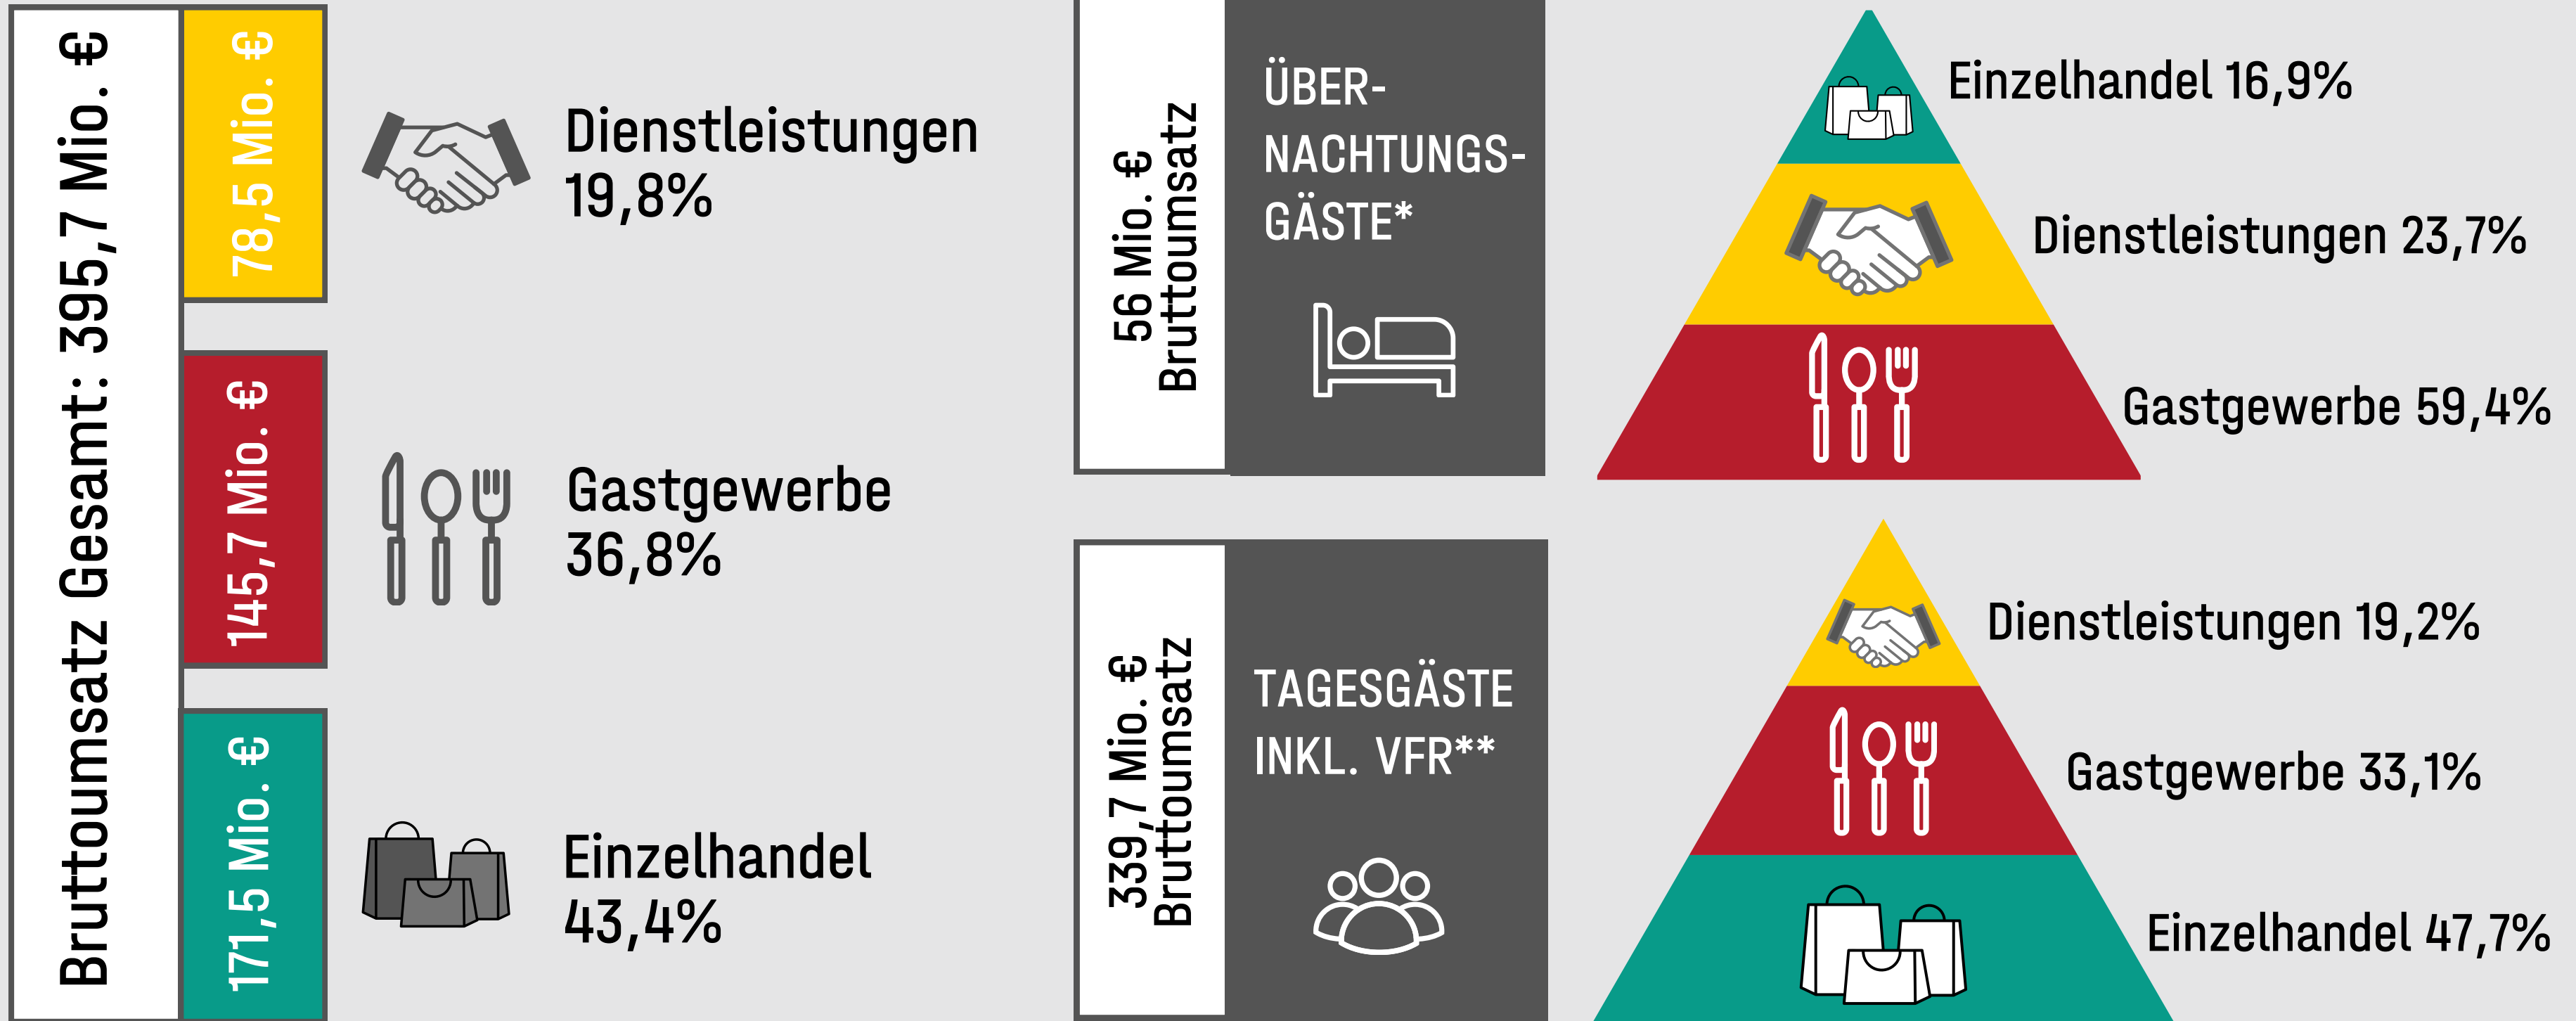 Bruttoumsatz Gesamt: 395,7 Mio. €
78,5 Mio. €
Dienstleistungen
19,8%
145,7 Mio. €
Gastgewerbe
36,8%
171,5 Mio. €
Einzelhandel
43,4%
56 Mio. €
Bruttoumsatz
ÜBER-
NACHTUNGS-
GÄSTE*
Einzelhandel 16,9%
Dienstleistungen 23,7%
Gastgewerbe 59,4%
339,7 Mio. €
Bruttoumsatz
TAGESGÄSTE
INKL. VFR**
Dienstleistungen 19,2%
Gastgewerbe 33,1%
Einzelhandel 47,7%